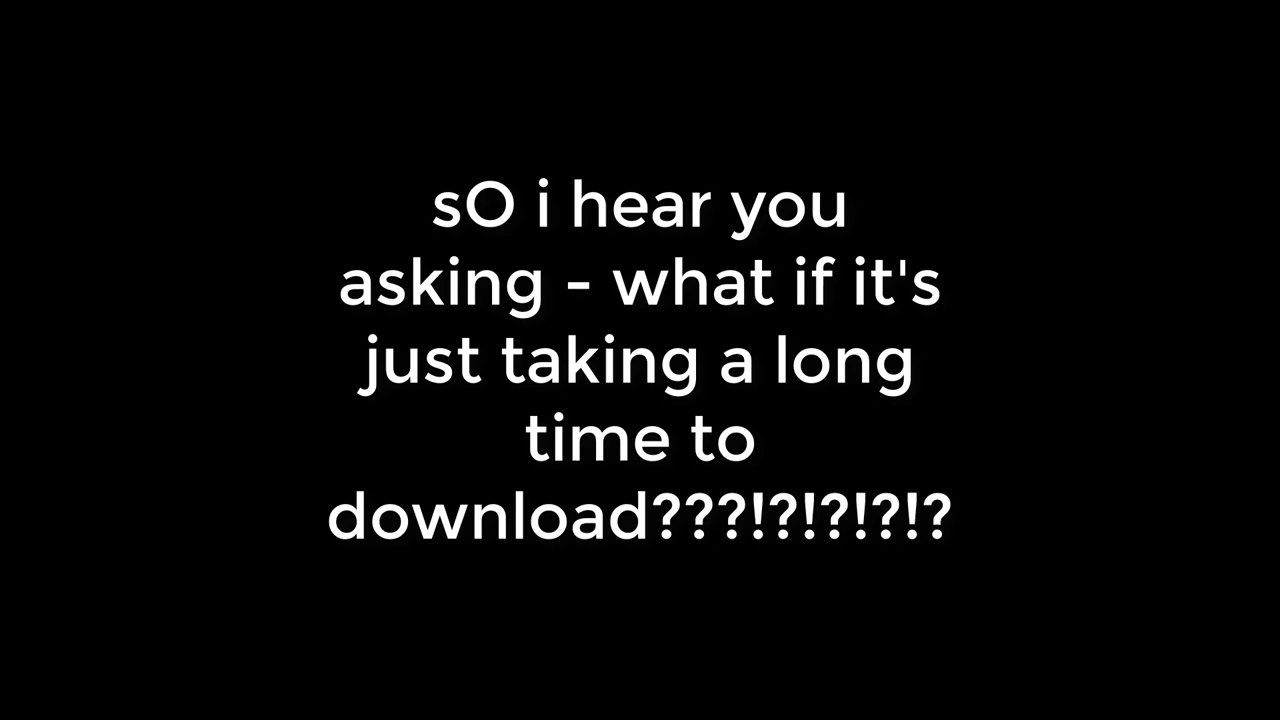 sO i hear you
asking - what if it's
just taking a long
time to
download???!?!?!?!?